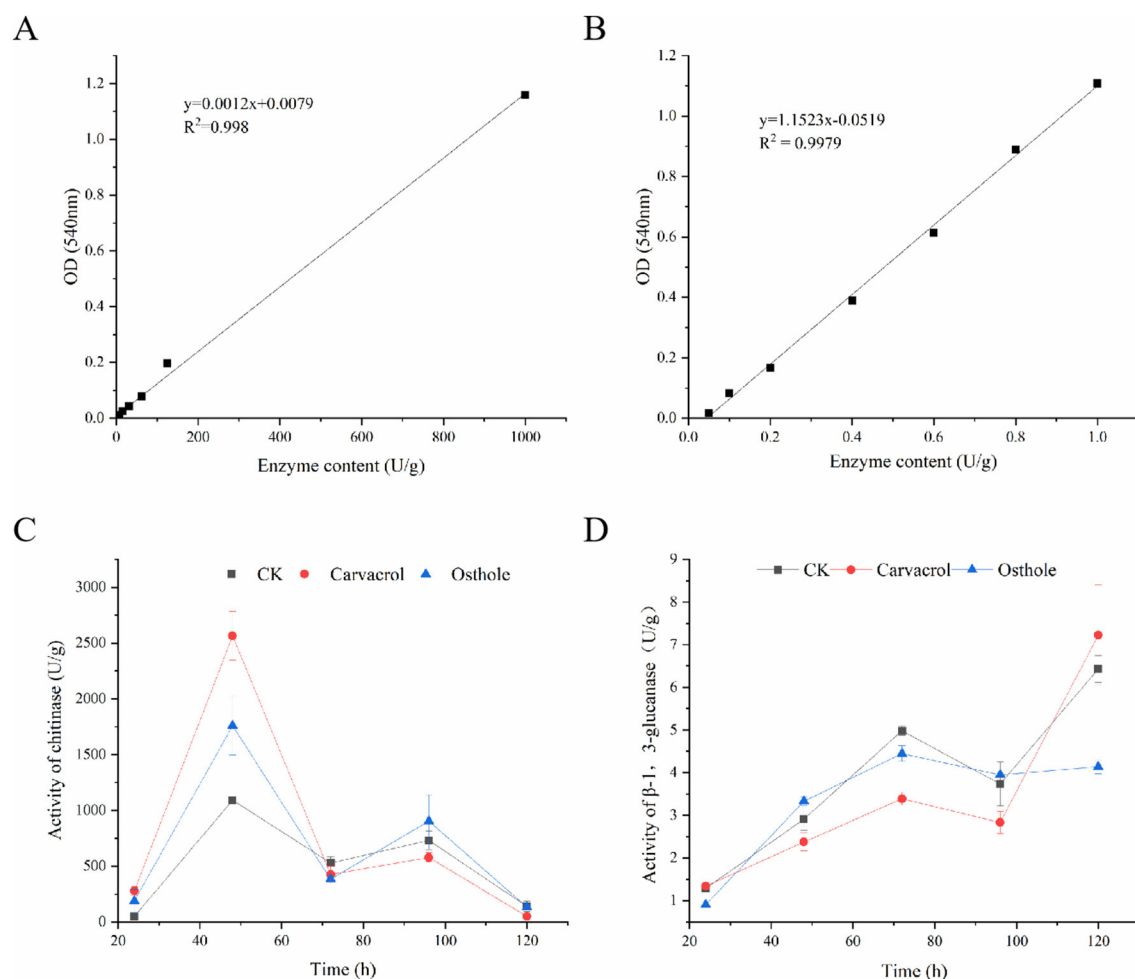 A
y=0.0012x+0.0079
R²=0.998
OD (540nm)
1.2
1.0
0.8
0.6
0.4
0.2
0.0
0 200 400 600 800 1000
Enzyme content (U/g)
B
y=1.1523x-0.0519
R² = 0.9979
OD (540nm)
1.2
1.0
0.8
0.6
0.4
0.2
0.0
0.0 0.2 0.4 0.6 0.8 1.0
Enzyme content (U/g)
C
CK Carvacrol Osthole
Activity of chitinase (U/g)
3000
2500
2000
1500
1000
500
0
20 40 60 80 100 120
Time (h)
D
CK Carvacrol Osthole
Activity of β-1，3-glucanase（U/g）
9
8
7
6
5
4
3
2
1
20 40 60 80 100 120
Time (h)